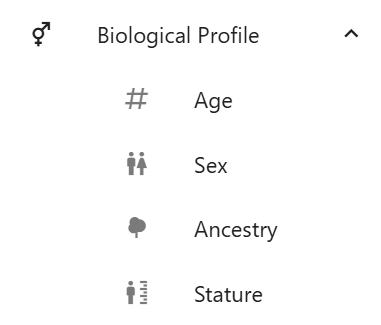 Biological Profile
Age
Sex
Ancestry
Stature